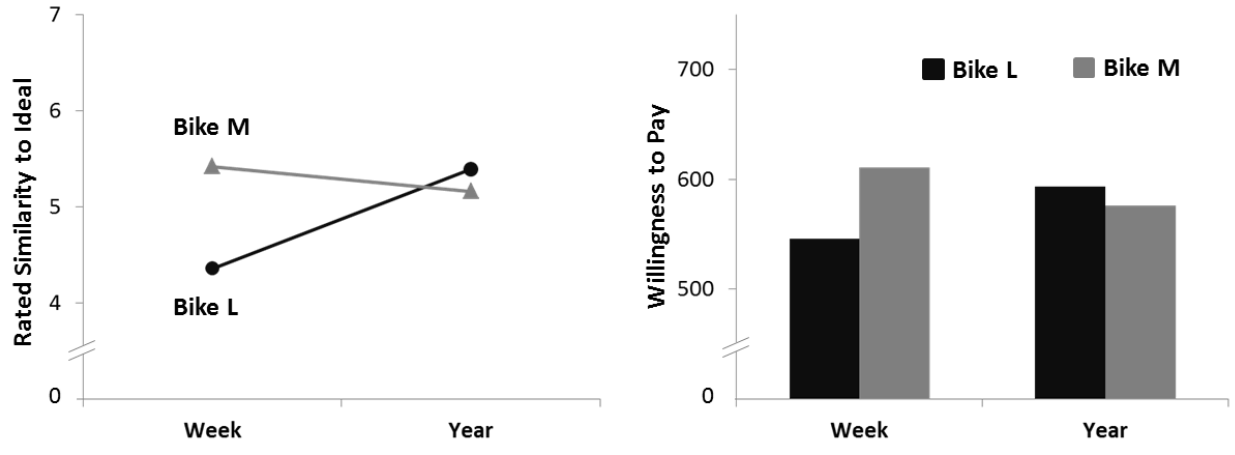 Rated Similarity to Ideal
7
6
5
4
0
Bike M
Bike L
Week
Year
Willingness to Pay
700
600
500
0
Bike L
Bike M
Week
Year